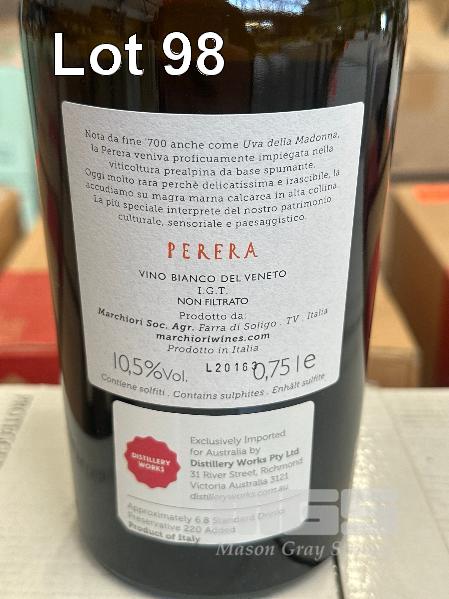 Lot 98
Nota da fine '700 anche come Uva della Madonna,
la Perera veniva proficuamente impiegata nella
viticoltura prealpina da base spumante.
Oggi molto rara perchè delicatissima e irascibile, la
accudiamo su magra marna calcarea in alta collina.
La più speciale interprete del nostro patrimonio
culturale, sensoriale e paesaggistico.
PERERA
VINO BIANCO DEL VENETO
I.G.T.
NON FILTRATO
Prodotto da:
Marchiori Soc. Agr. Farra di Soligo . TV . Italia
marchioriwines.com
Prodotto in Italia
10,5%Vol. L20163 0,75 l e
Contiene solfiti . Contains sulphites . Enhält sulfite
DISTILLERY
WORKS
Exclusively Imported
for Australia by
Distillery Works Pty Ltd
31 River Street, Richmond
Victoria Australia 3121
distilleryworks.com.au
Approximately 6.8 Standard Drinks
Preservative 220 Added
Product of Italy
MGS
Mason Gray